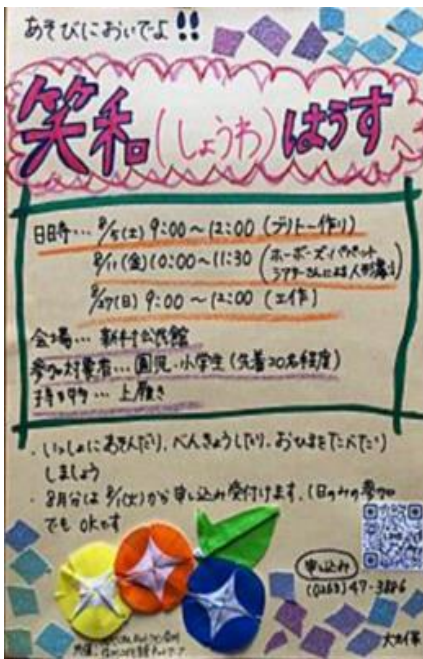 あそびにおいでよ!!
笑和(しょうわ)はうすへ
日時… 8/5(土) 9:00〜12:00 (ブリトー作り)
8/11(金) 10:00〜11:30 (ホーボーズ・パペットシアターさんによる人形劇)
8/27(日) 9:00〜12:00 (工作)
会場… 新村公民館
参加対象者… 園児・小学生 (先着20名程度)
持ち物… 上履き
・いっしょにあそんだり、べんきょうしたり、おひるをたべたり
しましょう
・8月分は8/1(火)から申し込み受付けます。1日のみの参加
でもOKです
申し込み